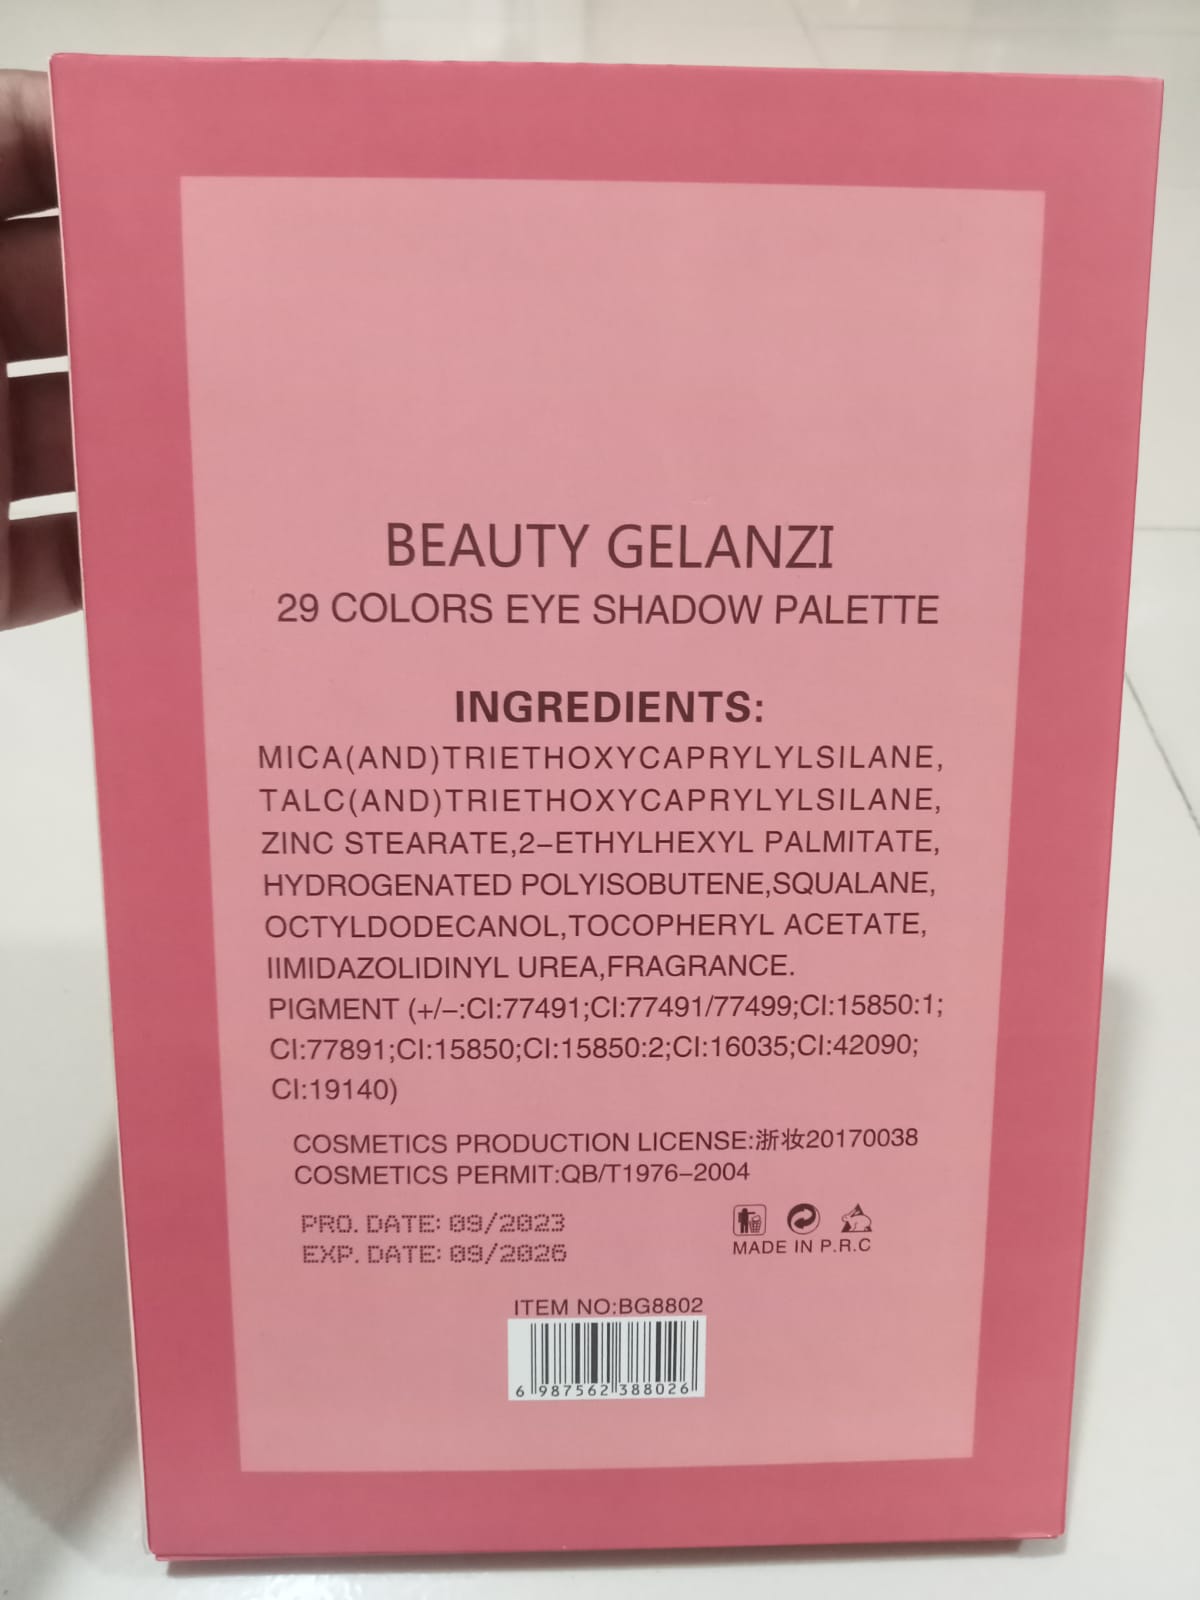 BEAUTY GELANZI
29 COLORS EYE SHADOW PALETTE
INGREDIENTS:
MICA(AND)TRIETHOXYCAPRYLYLSILANE,
TALC(AND)TRIETHOXYCAPRYLYLSILANE,
ZINC STEARATE,2-ETHYLHEXYL PALMITATE,
HYDROGENATED POLYISOBUTENE,SQUALANE,
OCTYLDODECANOL,TOCOPHERYL ACETATE,
IIMIDAZOLIDINYL UREA,FRAGRANCE.
PIGMENT (+/-:CI:77491;CI:77491/77499;CI:15850:1;
CI:77891;CI:15850;CI:15850:2;CI:16035;CI:42090;
CI:19140)
COSMETICS PRODUCTION LICENSE:浙妆20170038
COSMETICS PERMIT:QB/T1976-2004
PRO. DATE: 09/2023
EXP. DATE: 09/2026
MADE IN P.R.C
ITEM NO:BG8802
6 987562 388026